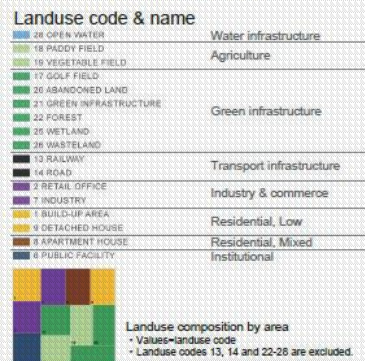 Landuse code & name
28 OPEN WATER Water infrastructure
18 PADDY FIELD Agriculture
19 VEGETABLE FIELD
17 GOLF FIELD
20 ABANDONED LAND
21 GREEN INFRASTRUCTURE Green infrastructure
22 FOREST
25 WETLAND
26 WASTELAND
13 RAILWAY Transport infrastructure
14 ROAD
2 RETAIL OFFICE Industry & commerce
7 INDUSTRY
1 BUILD-UP AREA Residential, Low
9 DETACHED HOUSE
8 APARTMENT HOUSE Residential, Mixed
6 PUBLIC FACILITY Institutional
Landuse composition by area
• Values=landuse code
• Landuse codes 13, 14 and 22-28 are excluded.